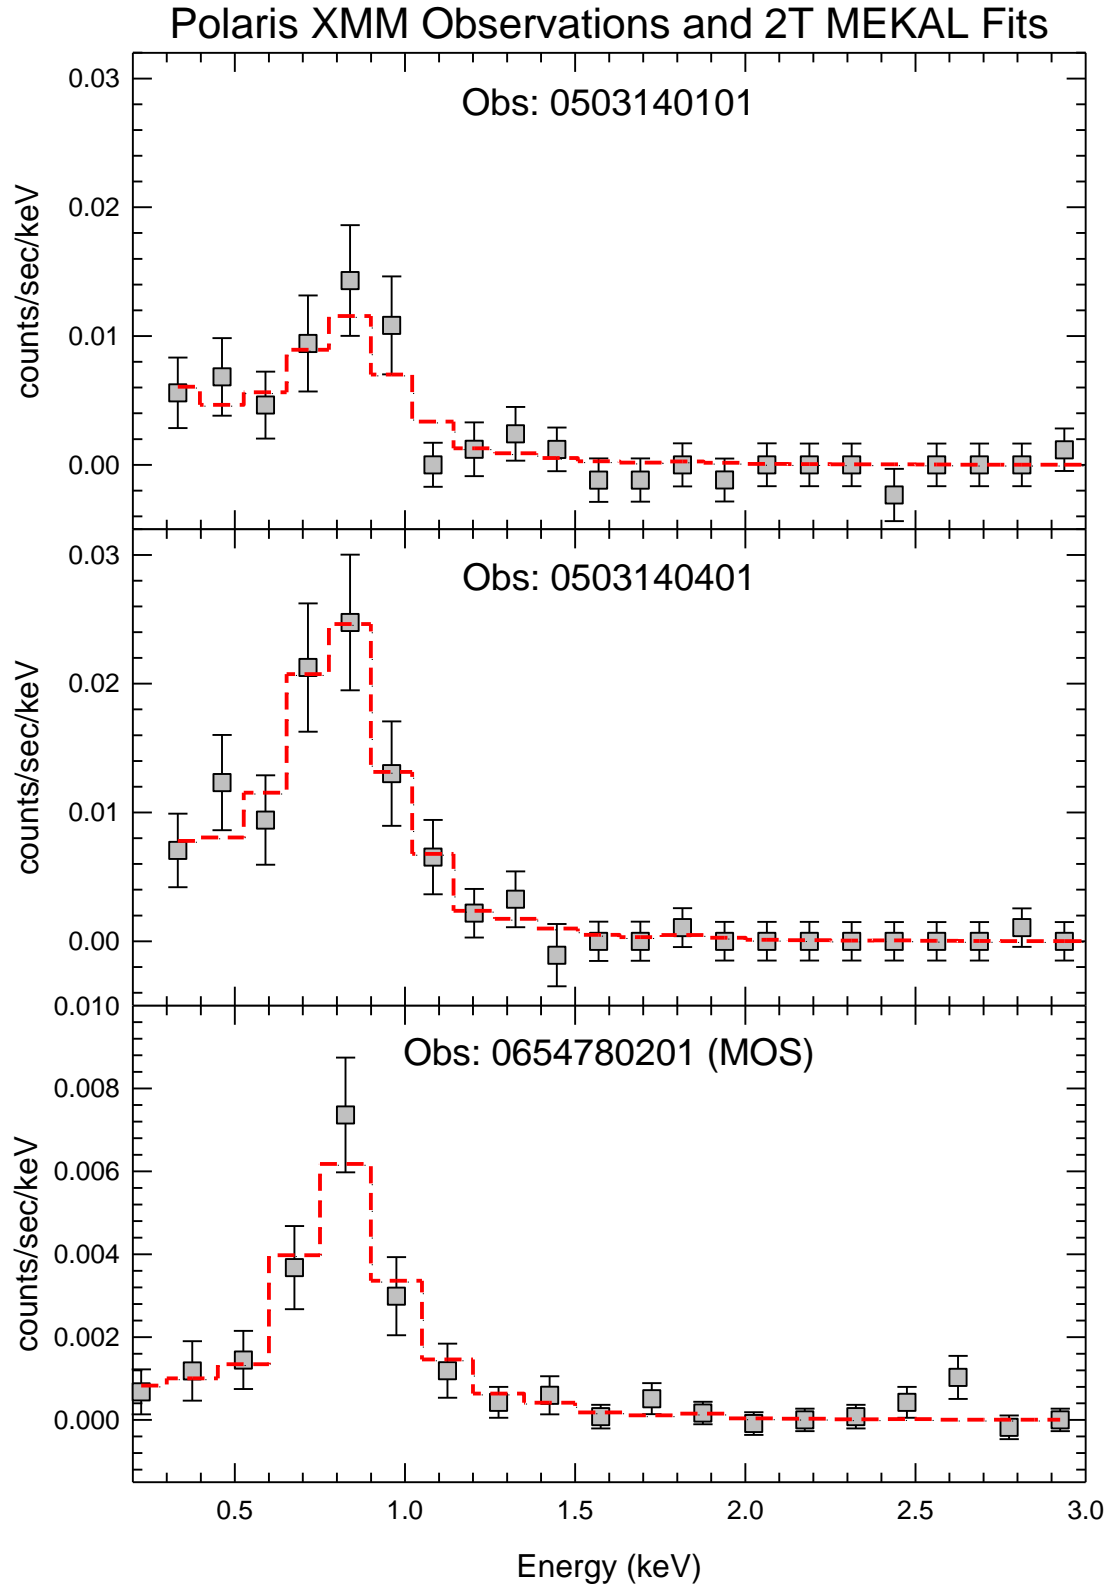 Polaris XMM Observations and 2T MEKAL Fits
0.03
Obs: 0503140101
0.02
counts/sec/keV
0.01
0.00
0.03
Obs: 0503140401
0.02
counts/sec/keV
0.01
0.00
0.010
Obs: 0654780201 (MOS)
0.008
0.006
counts/sec/keV
0.004
0.002
0.000
0.5 1.0 1.5 2.0 2.5 3.0
Energy (keV)